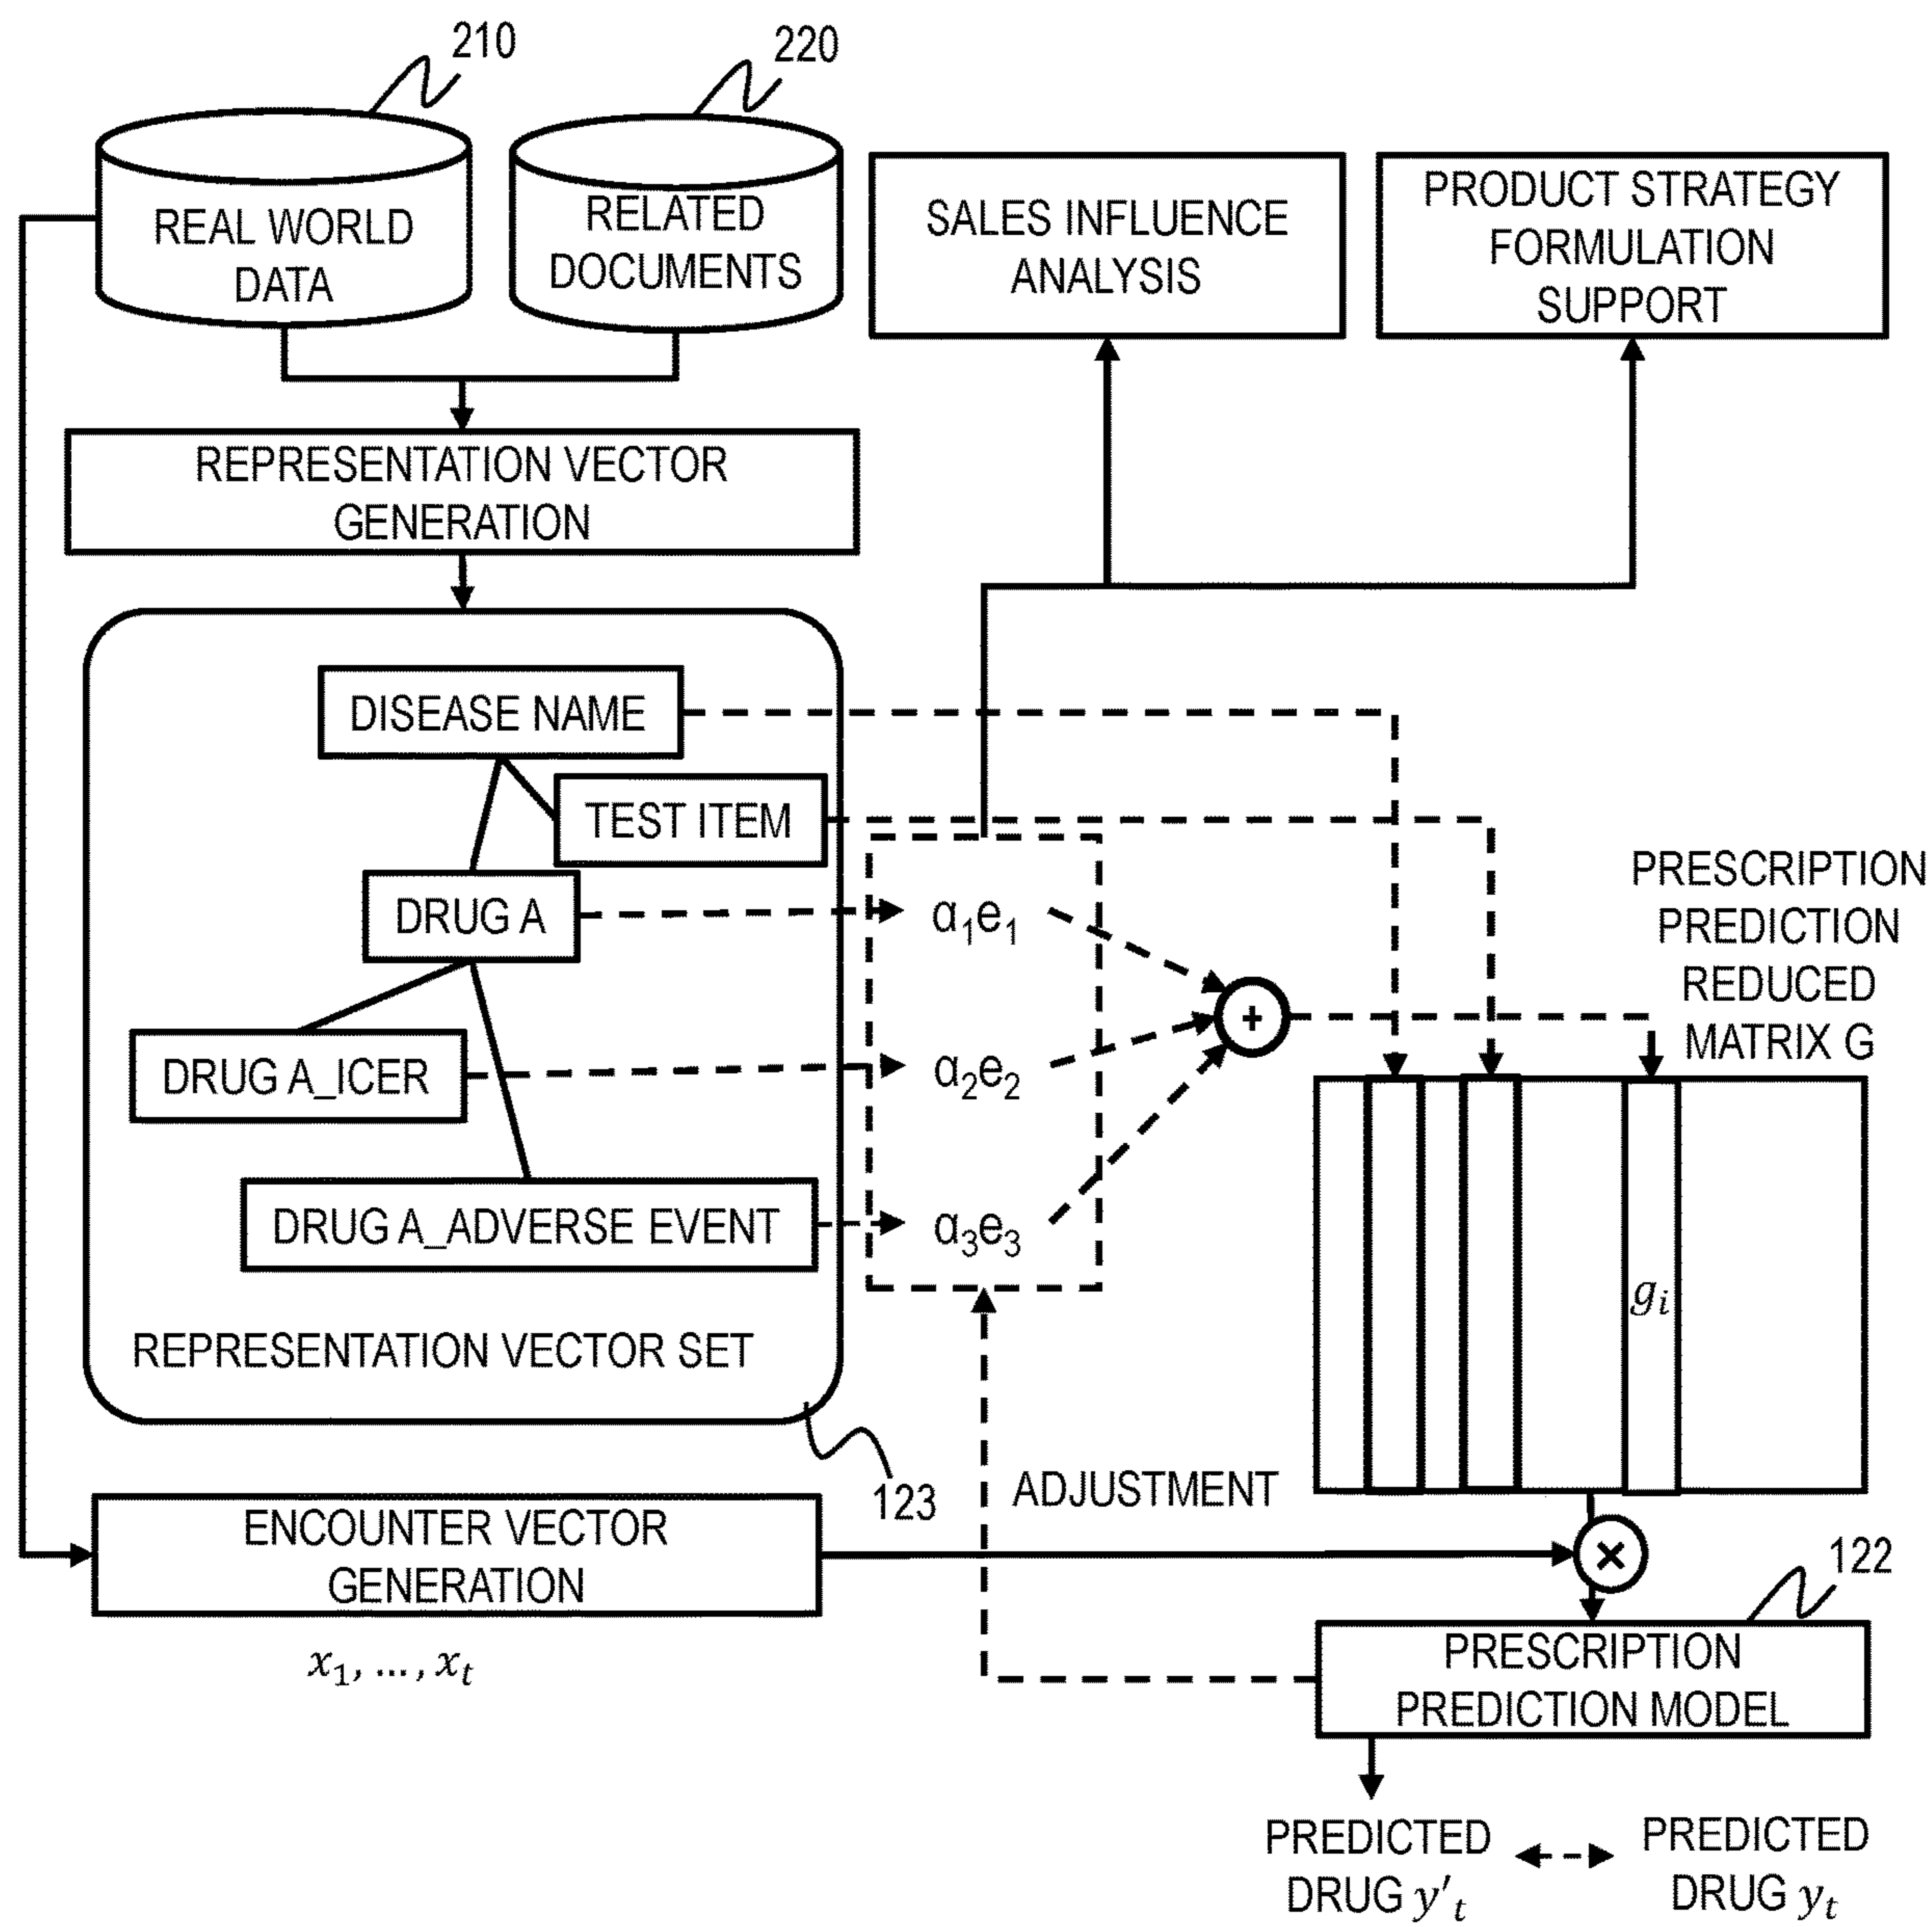 210
220
REAL WORLD
DATA
RELATED
DOCUMENTS
SALES INFLUENCE
ANALYSIS
PRODUCT STRATEGY
FORMULATION
SUPPORT
REPRESENTATION VECTOR
GENERATION
DISEASE NAME
TEST ITEM
DRUG A
DRUG A_ICER
DRUG A_ADVERSE EVENT
REPRESENTATION VECTOR SET
123
α₁e₁
α₂e₂
α₃e₃
+
PRESCRIPTION
PREDICTION
REDUCED
MATRIX G
gᵢ
ADJUSTMENT
ENCOUNTER VECTOR
GENERATION
x₁, …, xₜ
×
122
PRESCRIPTION
PREDICTION MODEL
PREDICTED
DRUG y′ₜ
PREDICTED
DRUG yₜ